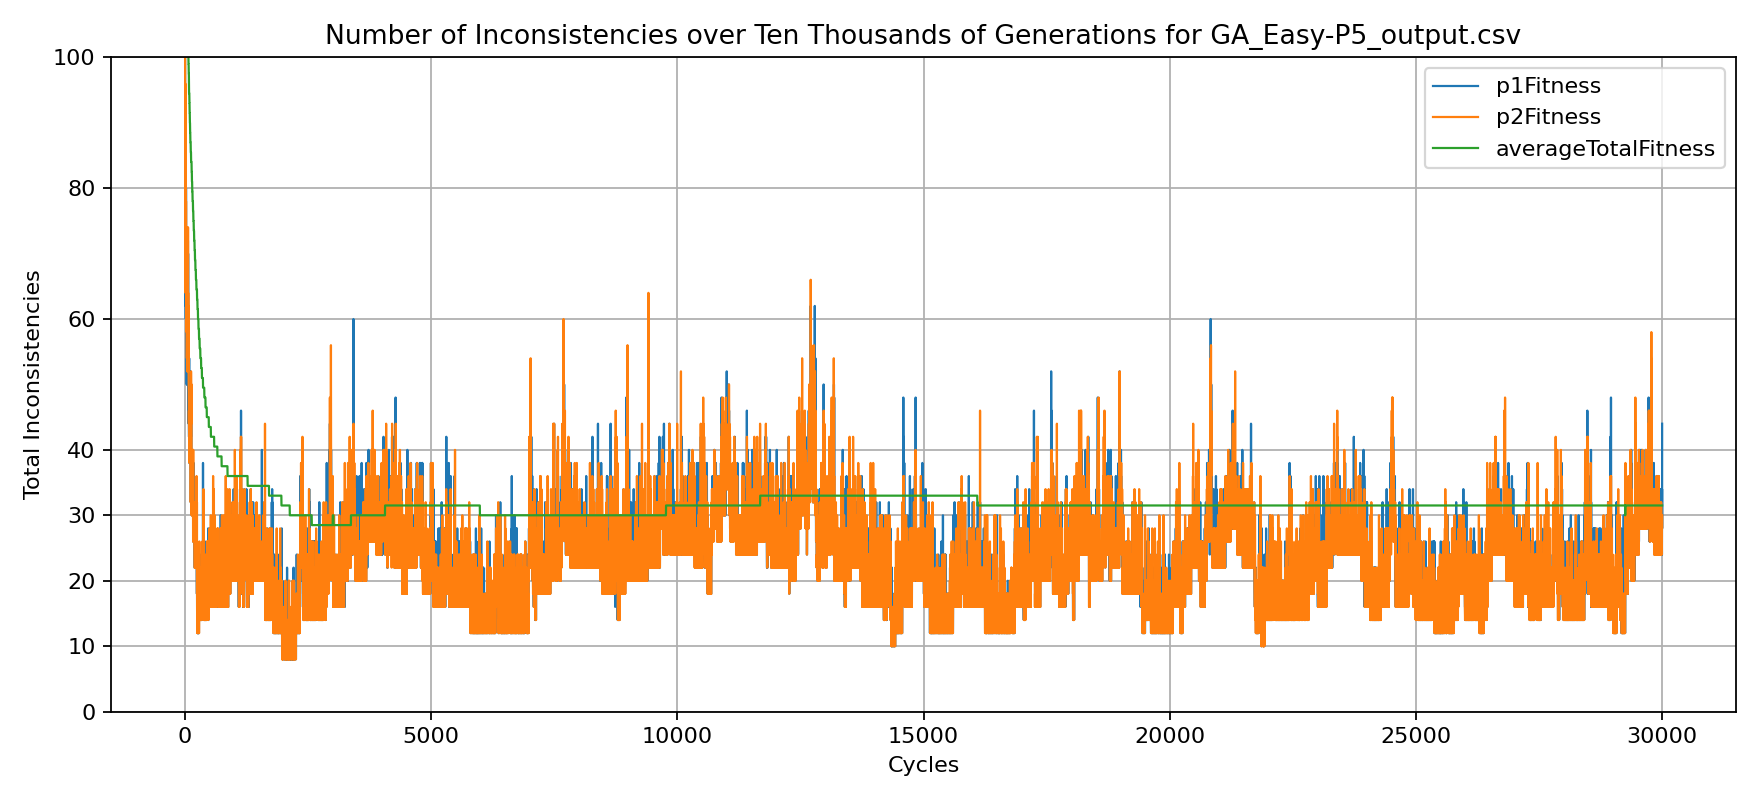 Number of Inconsistencies over Ten Thousands of Generations for GA_Easy-P5_output.csv
p1Fitness
p2Fitness
averageTotalFitness
Total Inconsistencies
100
80
60
40
30
20
10
0
0 5000 10000 15000 20000 25000 30000
Cycles